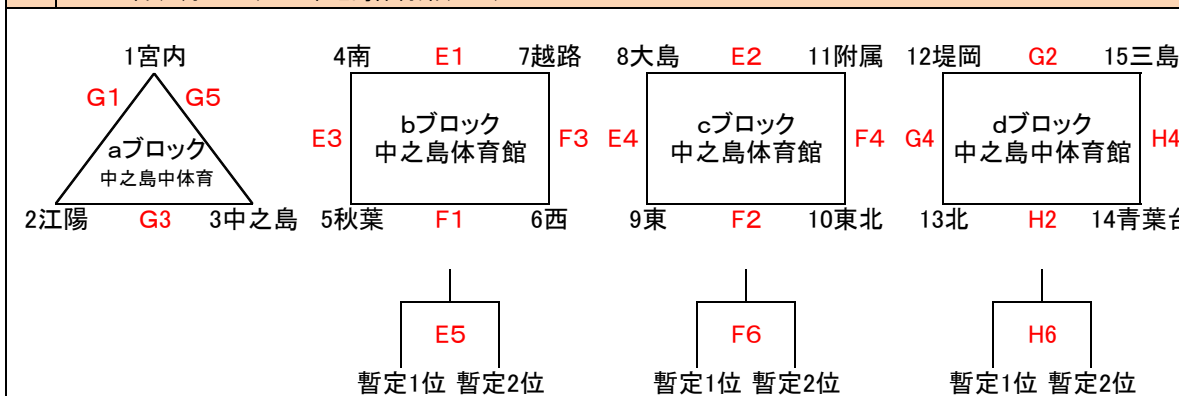 1宮内 4南 E1 7越路 8大島 E2 11附属 12堤岡 G2 15三島
G1 G5
E3 bブロック 中之島体育館 F3 E4 cブロック 中之島体育館 F4 G4 dブロック 中之島中体育館 H4
aブロック
中之島中体育
2江陽 G3 3中之島 5秋葉 F1 6西 9東 F2 10東北 13北 H2 14青葉台
E5 F6 H6
暫定1位 暫定2位 暫定1位 暫定2位 暫定1位 暫定2位